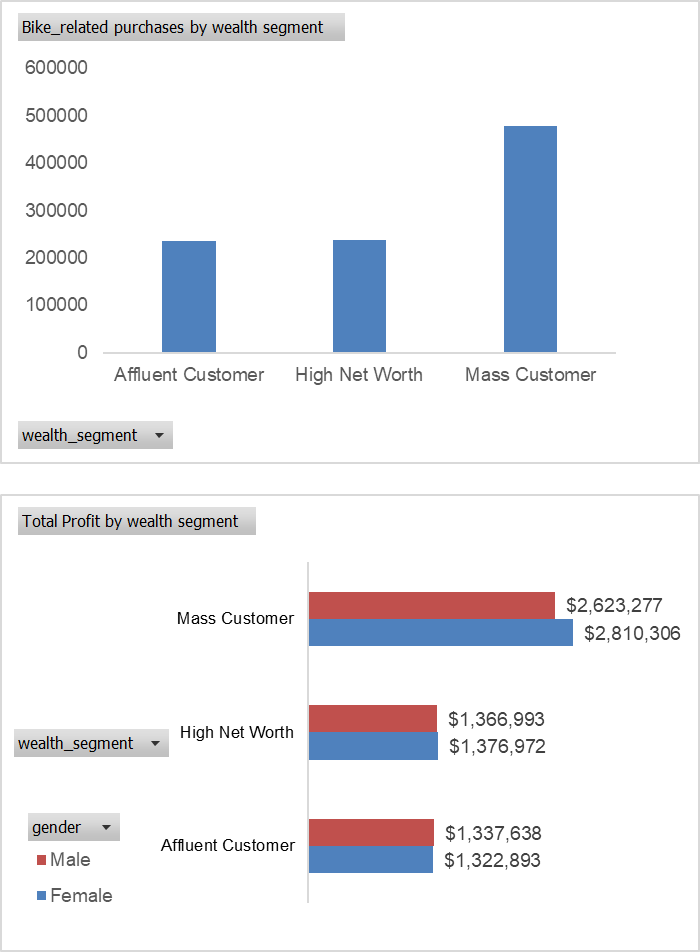 Bike_related purchases by wealth segment
600000
500000
400000
300000
200000
100000
0
Affluent Customer High Net Worth Mass Customer
wealth_segment
Total Profit by wealth segment
Mass Customer
$2,623,277
$2,810,306
wealth_segment
High Net Worth
$1,366,993
$1,376,972
gender
Male
Female
Affluent Customer
$1,337,638
$1,322,893